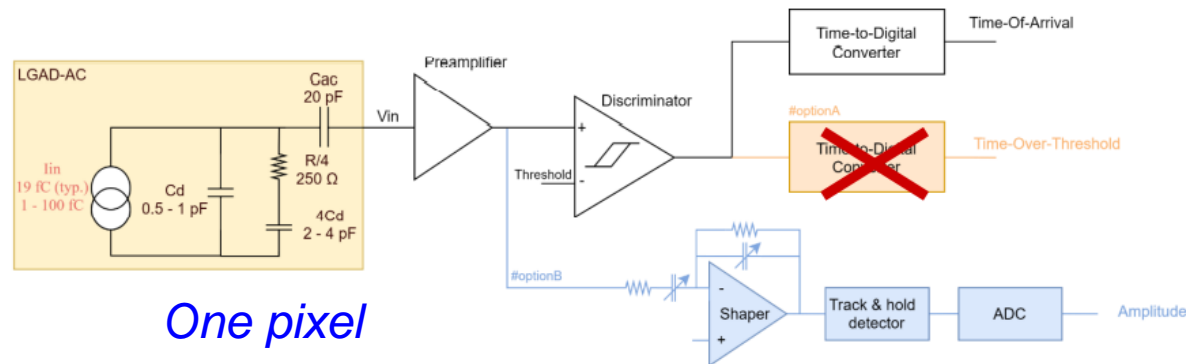 LGAD-AC
Iin
19 fC (typ.)
1 - 100 fC
Cd
0.5 - 1 pF
Cac
20 pF
R/4
250 Ω
4Cd
2 - 4 pF
Vin
Preamplifier
Discriminator
+
-
Threshold
Time-to-Digital
Converter
Time-Of-Arrival
#optionA
Time-to-Digital
Converter
Time-Over-Threshold
#optionB
-
Shaper
+
Track & hold
detector
ADC
Amplitude
One pixel